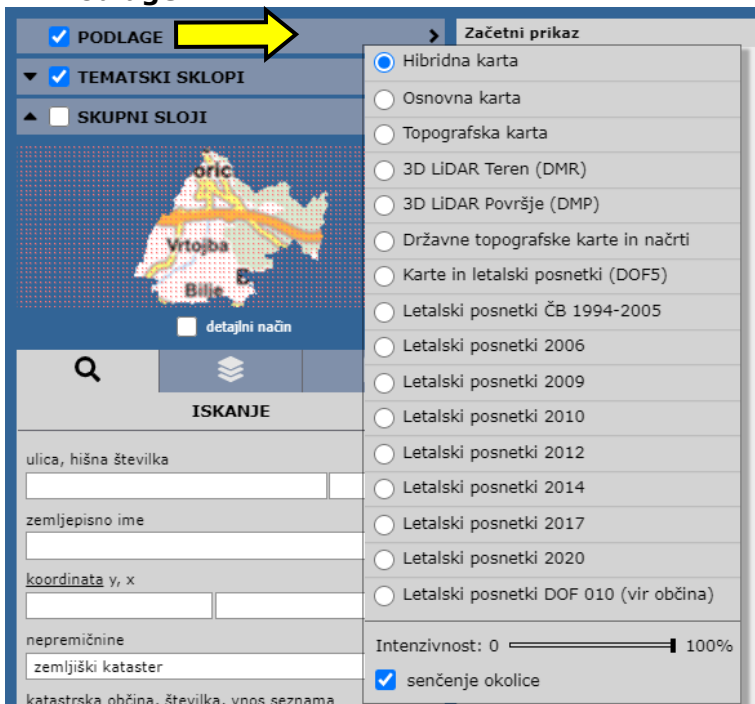 PODLAGE
Začetni prikaz
TEMATSKI SKLOPI
SKUPNI SLOJI
Hibridna karta
Osnovna karta
Topografska karta
3D LiDAR Teren (DMR)
3D LiDAR Površje (DMP)
Državne topografske karte in načrti
Karte in letalski posnetki (DOF5)
Letalski posnetki ČB 1994-2005
Letalski posnetki 2006
Letalski posnetki 2009
Letalski posnetki 2010
Letalski posnetki 2012
Letalski posnetki 2014
Letalski posnetki 2017
Letalski posnetki 2020
Letalski posnetki DOF 010 (vir občina)
Intenzivnost: 0 100%
senčenje okolice
oric
Vrtojba
B
Bilje
detajlni način
ISKANJE
ulica, hišna številka
zemljepisno ime
koordinata y, x
nepremičnine
zemljiški kataster
katastrska občina, številka, vnos seznama